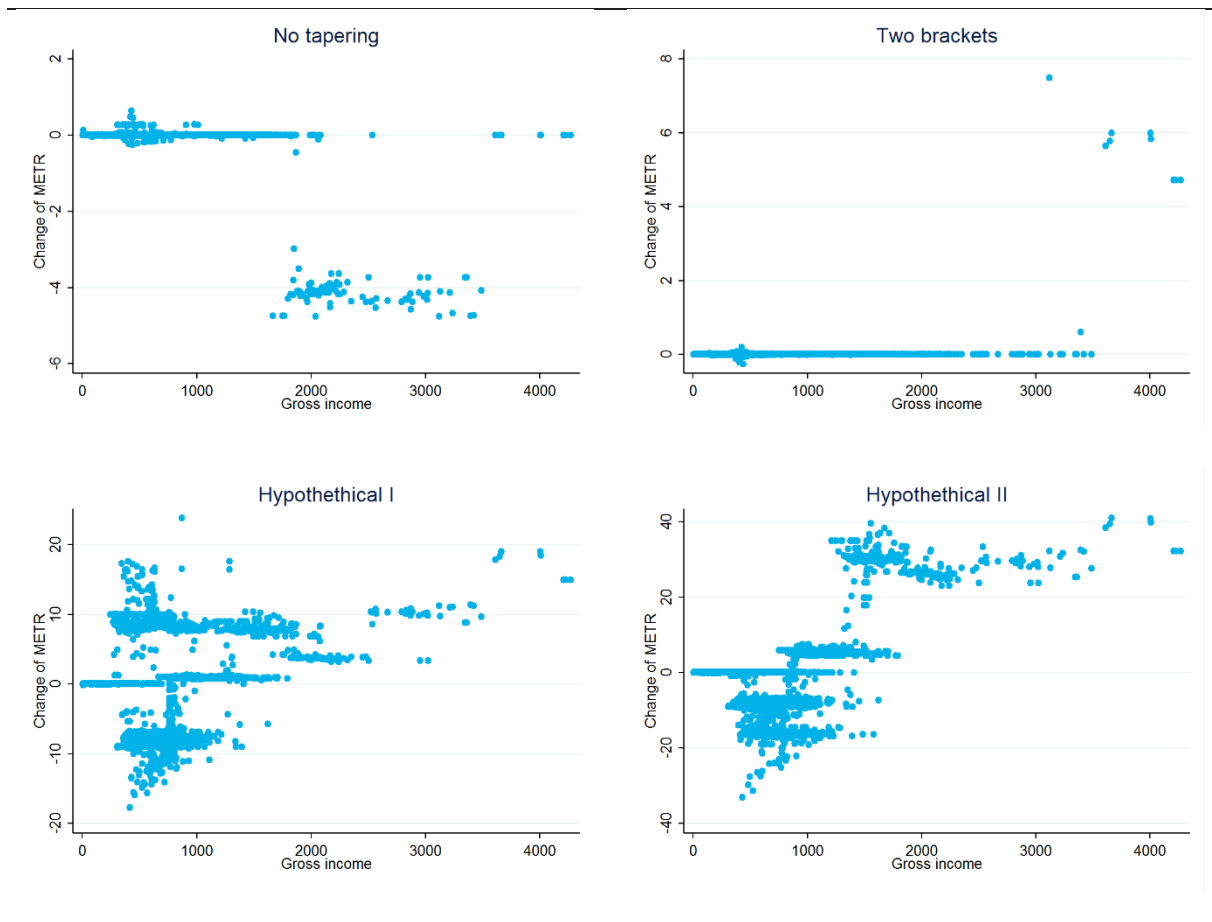 No tapering
Change of METR
2
0
-2
-4
-6
0 1000 2000 3000 4000
Gross income
Two brackets
Change of METR
8
6
4
2
0
0 1000 2000 3000 4000
Gross income
Hypothethical I
Change of METR
20
10
0
-10
-20
0 1000 2000 3000 4000
Gross income
Hypothethical II
Change of METR
40
20
0
-20
-40
0 1000 2000 3000 4000
Gross income